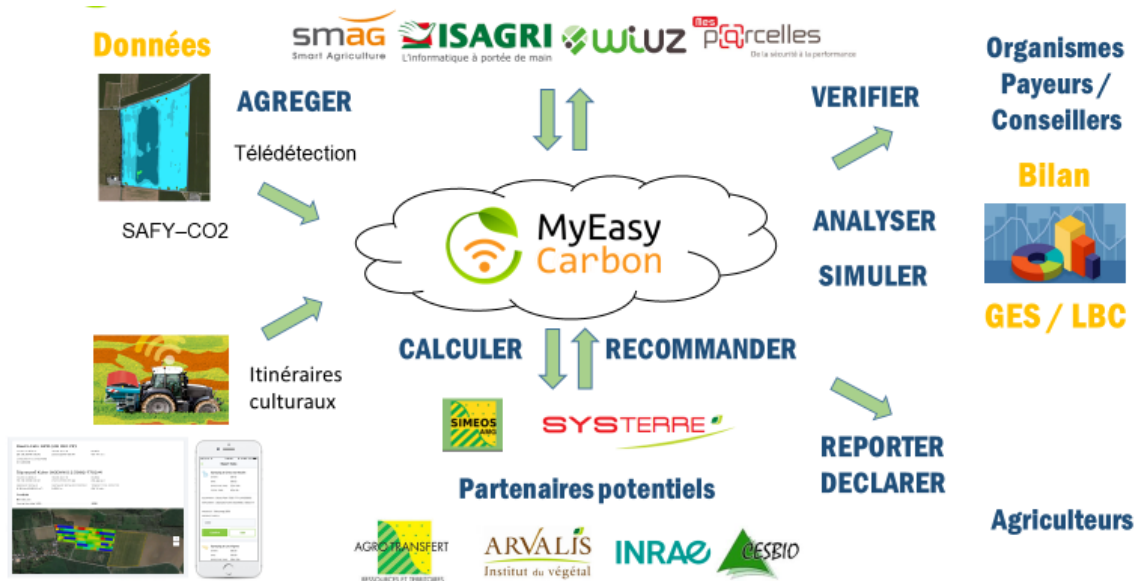 Données
smag
Smart Agriculture
ISAGRI
L'informatique à portée de main
wiuz
Mes
p@rcelles
De la sécurité à la performance
Organismes
Payeurs /
Conseillers
AGREGER
VERIFIER
Télédétection
SAFY–CO2
MyEasy
Carbon
Bilan
ANALYSER
SIMULER
GES / LBC
CALCULER
RECOMMANDER
Itinéraires
culturaux
SIMEOS
AMG
SYSTERRE
REPORTER
DECLARER
Partenaires potentiels
Agriculteurs
AGRO TRANSFERT
RESSOURCES ET TERRITOIRES
ARVALIS
Institut du végétal
INRAE
CESBIO